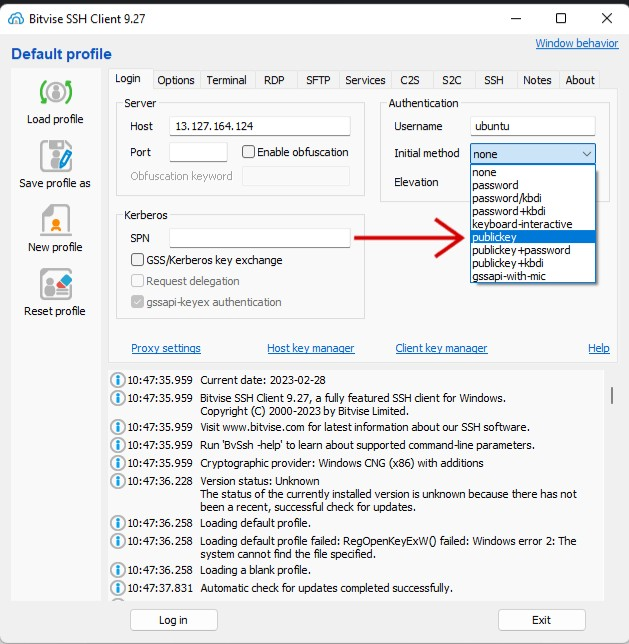 Bitvise SSH Client 9.27
Default profile
Window behavior
Load profile
Save profile as
New profile
Reset profile
Login Options Terminal RDP SFTP Services C2S S2C SSH Notes About
Server
Host 13.127.164.124
Port Enable obfuscation
Obfuscation keyword
Kerberos
SPN
GSS/Kerberos key exchange
Request delegation
gssapi-keyex authentication
Authentication
Username ubuntu
Initial method none
Elevation
none
password
password/kbdi
password+kbdi
keyboard-interactive
publickey
publickey+password
publickey+kbdi
gssapi-with-mic
Proxy settings Host key manager Client key manager Help
10:47:35.959 Current date: 2023-02-28
10:47:35.959 Bitvise SSH Client 9.27, a fully featured SSH client for Windows.
Copyright (C) 2000-2023 by Bitvise Limited.
10:47:35.959 Visit www.bitvise.com for latest information about our SSH software.
10:47:35.959 Run 'BvSsh -help' to learn about supported command-line parameters.
10:47:35.959 Cryptographic provider: Windows CNG (x86) with additions
10:47:36.228 Version status: Unknown
The status of the currently installed version is unknown because there has not
been a recent, successful check for updates.
10:47:36.258 Loading default profile.
10:47:36.258 Loading default profile failed: RegOpenKeyExW() failed: Windows error 2: The
system cannot find the file specified.
10:47:36.258 Loading a blank profile.
10:47:37.831 Automatic check for updates completed successfully.
Log in Exit